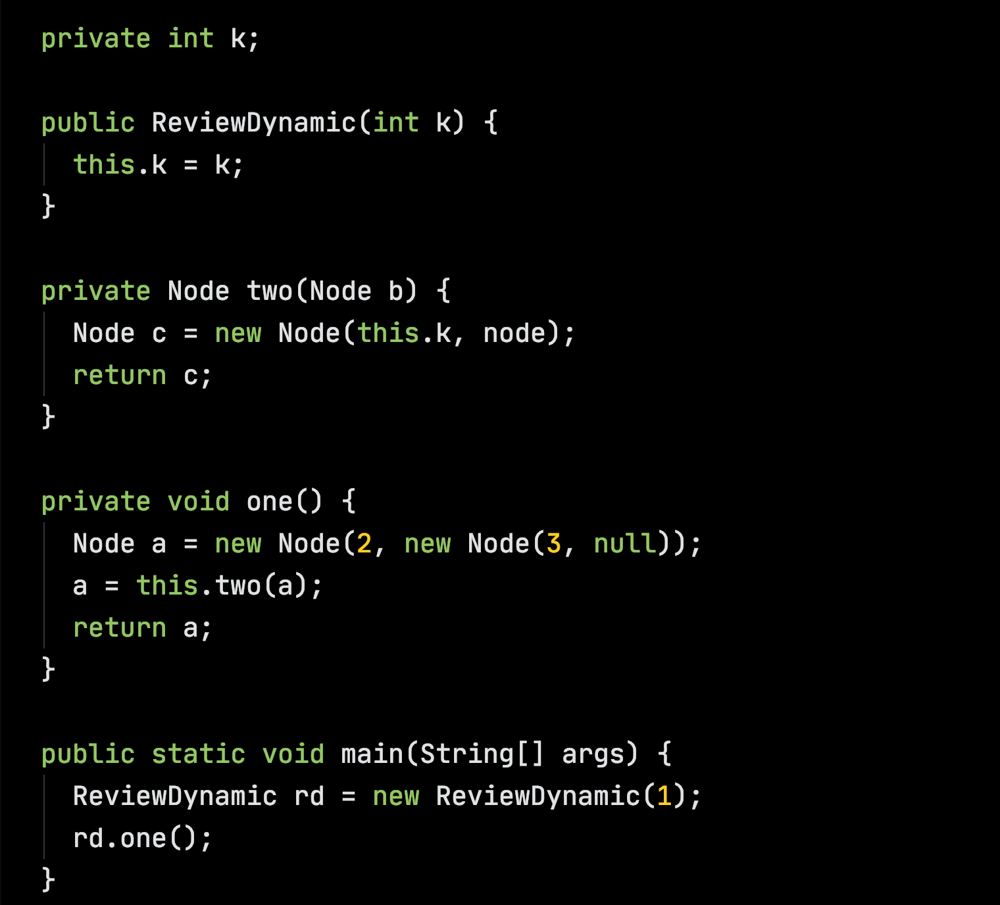 private int k;
public ReviewDynamic(int k) {
this.k = k;
}
private Node two(Node b) {
Node c = new Node(this.k, node);
return c;
}
private void one() {
Node a = new Node(2, new Node(3, null));
a = this.two(a);
return a;
}
public static void main(String[] args) {
ReviewDynamic rd = new ReviewDynamic(1);
rd.one();
}